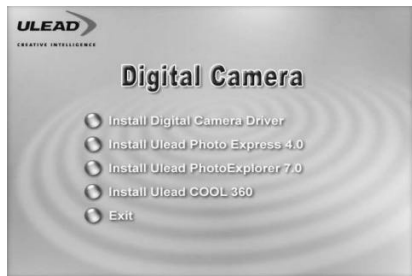 ULEAD
CREATIVE INTELLIGENCE
Digital Camera
Install Digital Camera Driver
Install Ulead Photo Express 4.0
Install Ulead PhotoExplorer 7.0
Install Ulead COOL 360
Exit